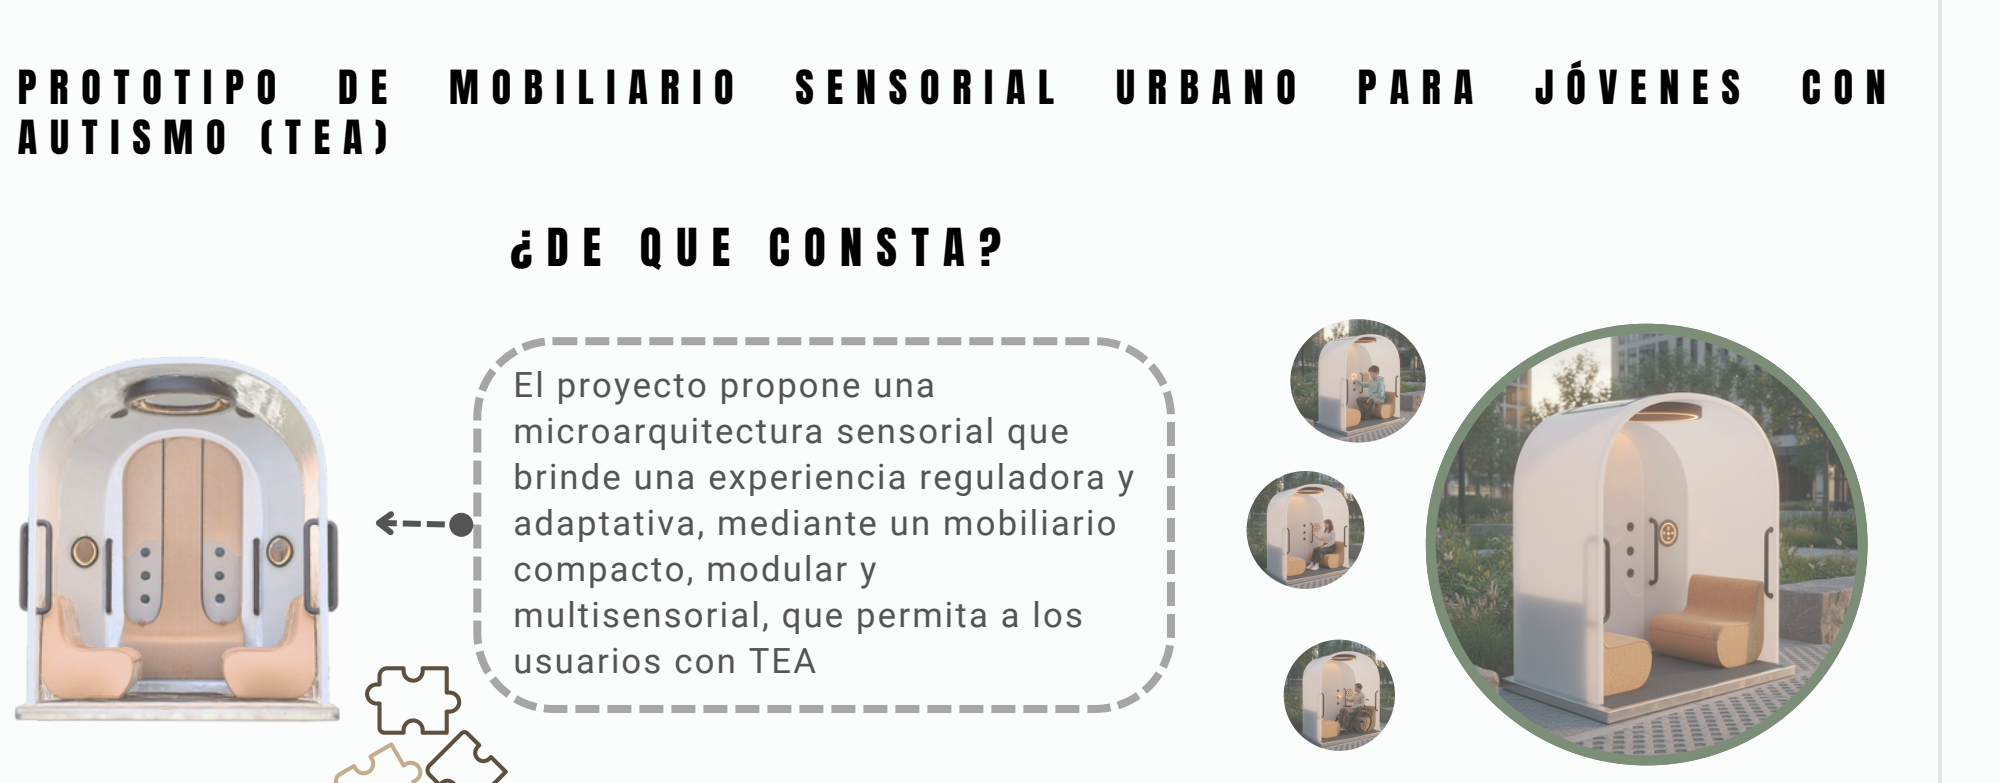 PROTOTIPO DE MOBILIARIO SENSORIAL URBANO PARA JÓVENES CON
AUTISMO (TEA)
¿DE QUE CONSTA?
El proyecto propone una
microarquitectura sensorial que
brinde una experiencia reguladora y
adaptativa, mediante un mobiliario
compacto, modular y
multisensorial, que permita a los
usuarios con TEA